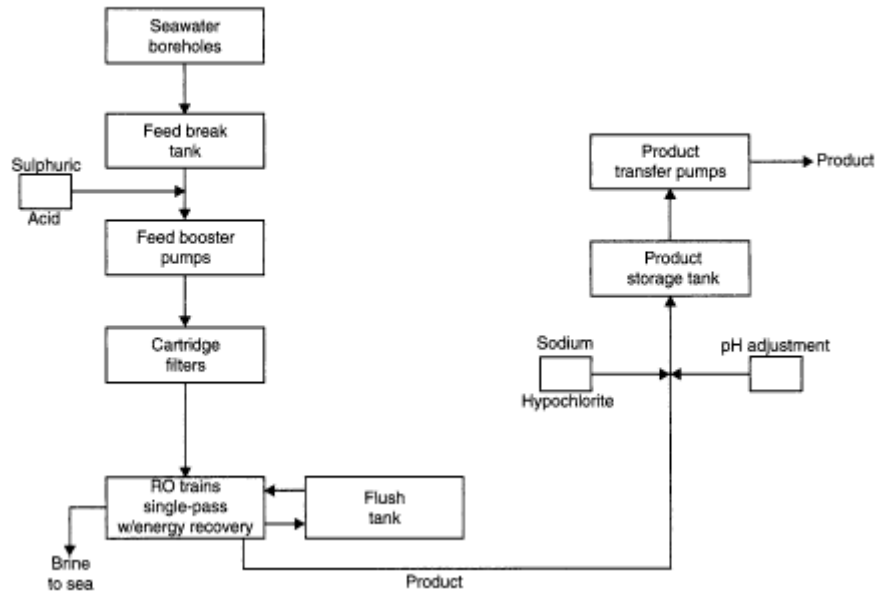 Seawater
boreholes
Feed break
tank
Sulphuric
Acid
Feed booster
pumps
Cartridge
filters
RO trains
single-pass
w/energy recovery
Flush
tank
Brine
to sea
Product
Sodium
Hypochlorite
pH adjustment
Product
storage tank
Product
transfer pumps
Product